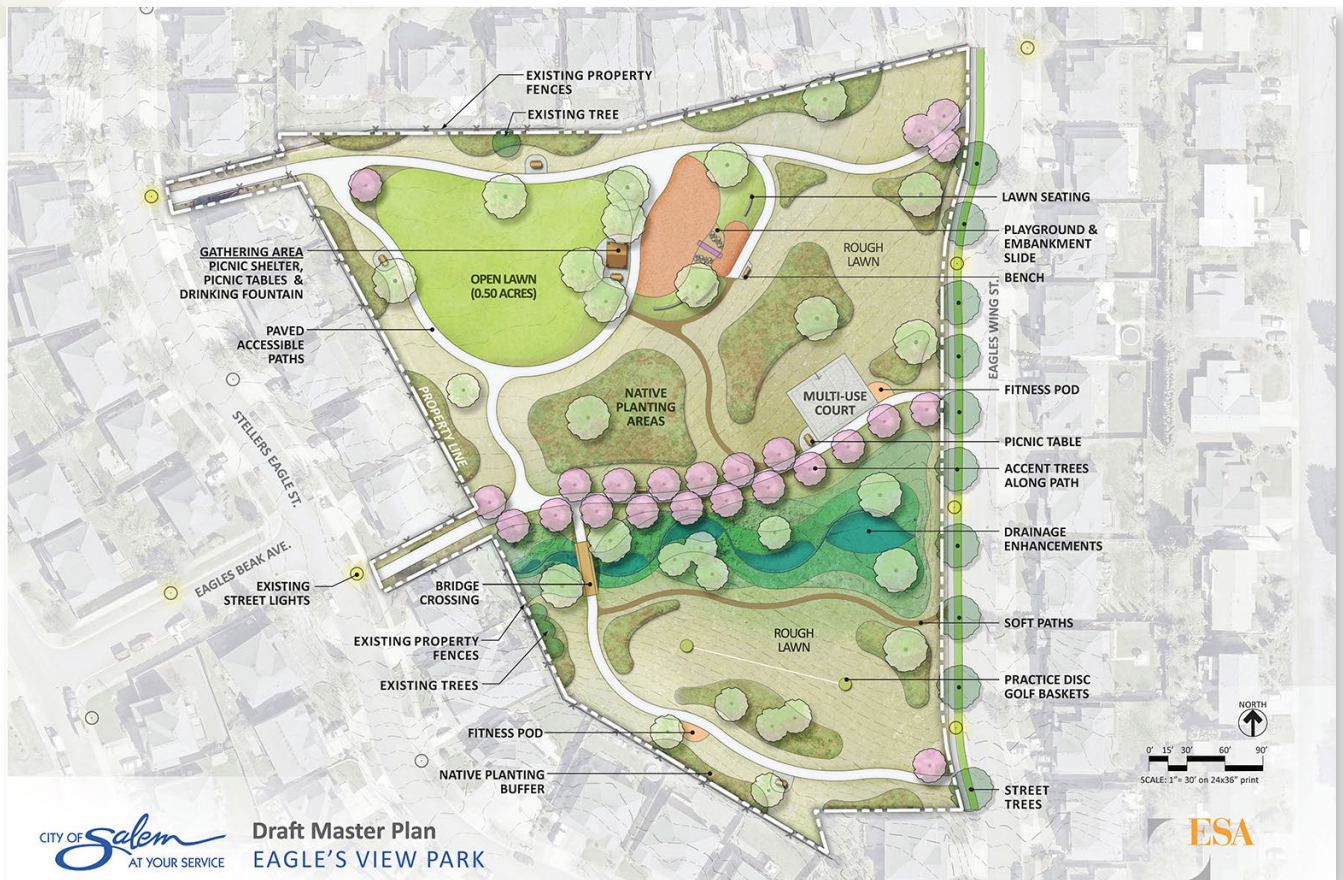 EXISTING PROPERTY
FENCES
EXISTING TREE
LAWN SEATING
PLAYGROUND &
EMBANKMENT
SLIDE
BENCH
GATHERING AREA
PICNIC SHELTER,
PICNIC TABLES &
DRINKING FOUNTAIN
OPEN LAWN
(0.50 ACRES)
ROUGH
LAWN
EAGLES WING ST.
PAVED
ACCESSIBLE
PATHS
PROPERTY LINE
STELLERS EAGLE ST.
NATIVE
PLANTING
AREAS
MULTI-USE
COURT
FITNESS POD
PICNIC TABLE
ACCENT TREES
ALONG PATH
DRAINAGE
ENHANCEMENTS
EAGLES BEAK AVE.
EXISTING
STREET LIGHTS
BRIDGE
CROSSING
EXISTING PROPERTY
FENCES
EXISTING TREES
ROUGH
LAWN
SOFT PATHS
PRACTICE DISC
GOLF BASKETS
FITNESS POD
NATIVE PLANTING
BUFFER
STREET
TREES
NORTH
0' 15' 30' 60' 90'
SCALE: 1"= 30' on 24x36" print
CITY OF Salem
AT YOUR SERVICE
Draft Master Plan
EAGLE'S VIEW PARK
ESA